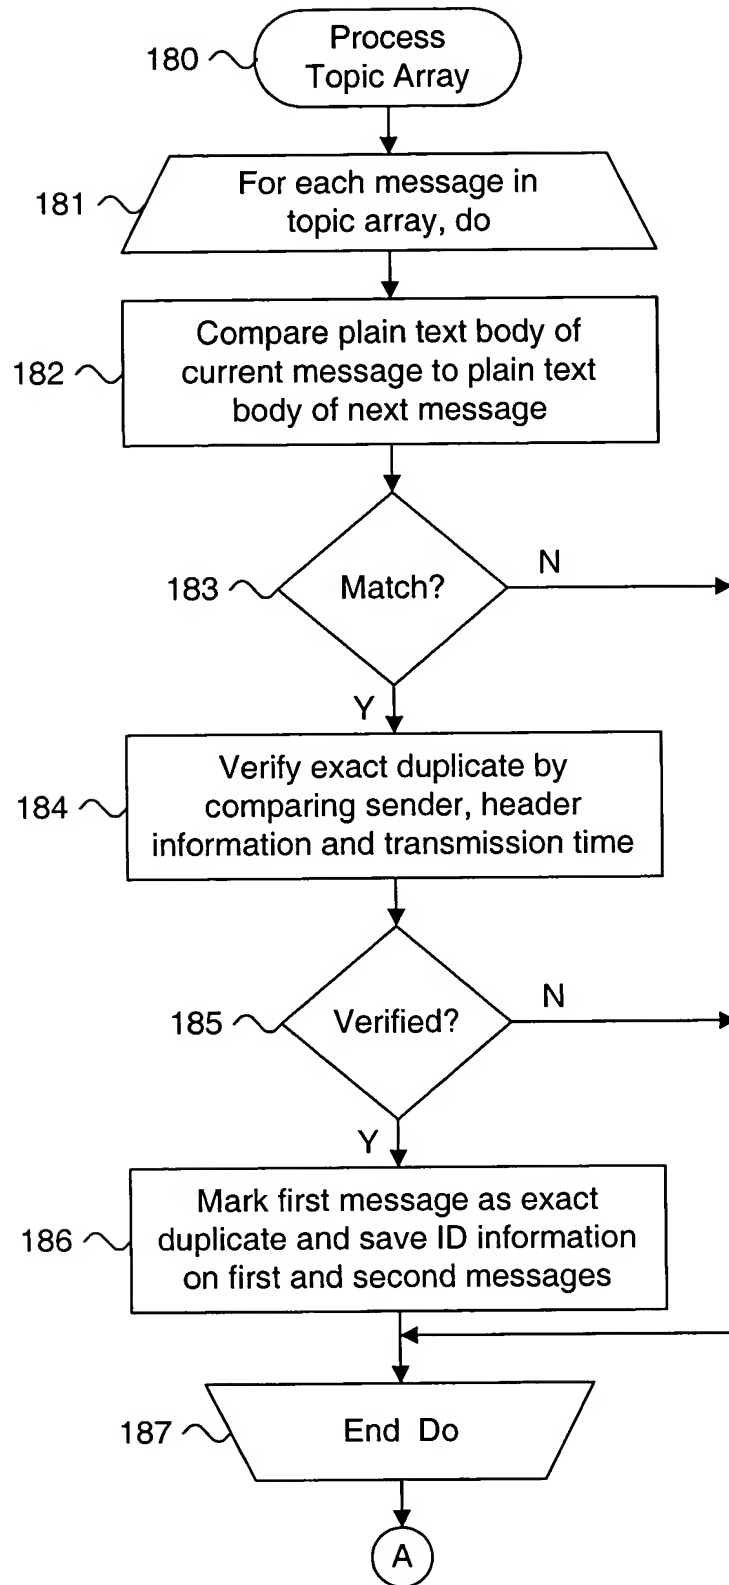 180
Process
Topic Array
181
For each message in
topic array, do
182
Compare plain text body of
current message to plain text
body of next message
183
Match?
N
Y
184
Verify exact duplicate by
comparing sender, header
information and transmission time
185
Verified?
N
Y
186
Mark first message as exact
duplicate and save ID information
on first and second messages
187
End Do
A